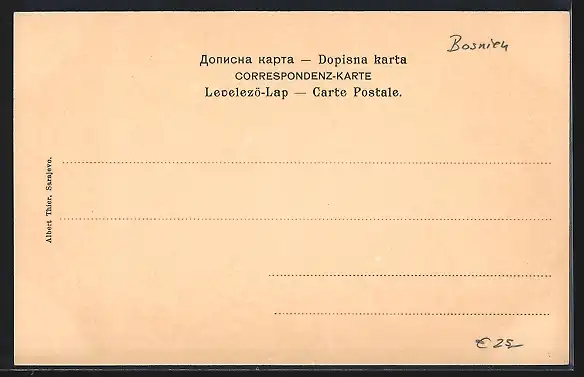 Bosnien
Дописна карта — Dopisna karta
CORRESPONDENZ-KARTE
Levelező-Lap — Carte Postale.
Albert Thier, Sarajevo.
€ 25,-